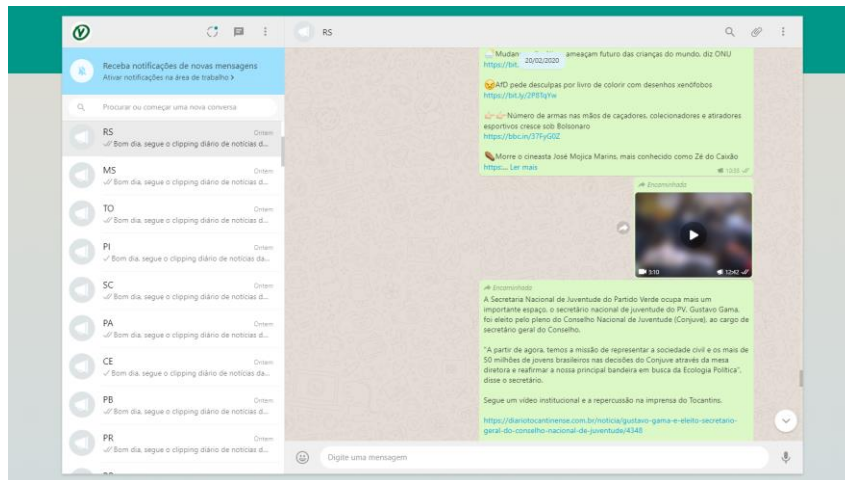 RS
Receba notificações de novas mensagens
Ativar notificações na área de trabalho >
Procurar ou começar uma nova conversa
RS
Ontem
Bom dia, segue o clipping diário de notícias d...
MS
Ontem
Bom dia, segue o clipping diário de notícias d...
TO
Ontem
Bom dia, segue o clipping diário de notícias d...
PI
Ontem
Bom dia, segue o clipping diário de notícias da...
SC
Ontem
Bom dia, segue o clipping diário de notícias d...
PA
Ontem
Bom dia, segue o clipping diário de notícias d...
CE
Ontem
Bom dia, segue o clipping diário de notícias da...
PB
Ontem
Bom dia, segue o clipping diário de notícias d...
PR
Ontem
Bom dia, segue o clipping diário de notícias d...
20/02/2020
ameaçam futuro das crianças do mundo, diz ONU
https://bit.
AfD pede desculpas por livro de colorir com desenhos xenófobos
Número de armas nas mãos de caçadores, colecionadores e atiradores
esportivos cresce sob Bolsonaro
https://bbc.in/37FyG0Z
Morre o cineasta José Mojica Marins, mais conhecido como Zé do Caixão
https:... Ler mais
10:35
Encaminhada
3:10
12:42
Encaminhada
A Secretaria Nacional de Juventude do Partido Verde ocupa mais um
importante espaço, o secretário nacional de juventude do PV, Gustavo Gama,
foi eleito pelo pleno do Conselho Nacional de Juventude (Conjuve), ao cargo de
secretário geral do Conselho.
"A partir de agora, temos a missão de representar a sociedade civil e os mais de
50 milhões de jovens brasileiros nas decisões do Conjuve através da mesa
diretora e reafirmar a nossa principal bandeira em busca da Ecologia Política",
disse o secretário.
Segue um vídeo institucional e a repercussão na imprensa do Tocantins.
https://diariotocantinense.com.br/noticia/gustavo-gama-e-eleito-secretario-
geral-do-conselho-nacional-de-juventude/4348
Digite uma mensagem